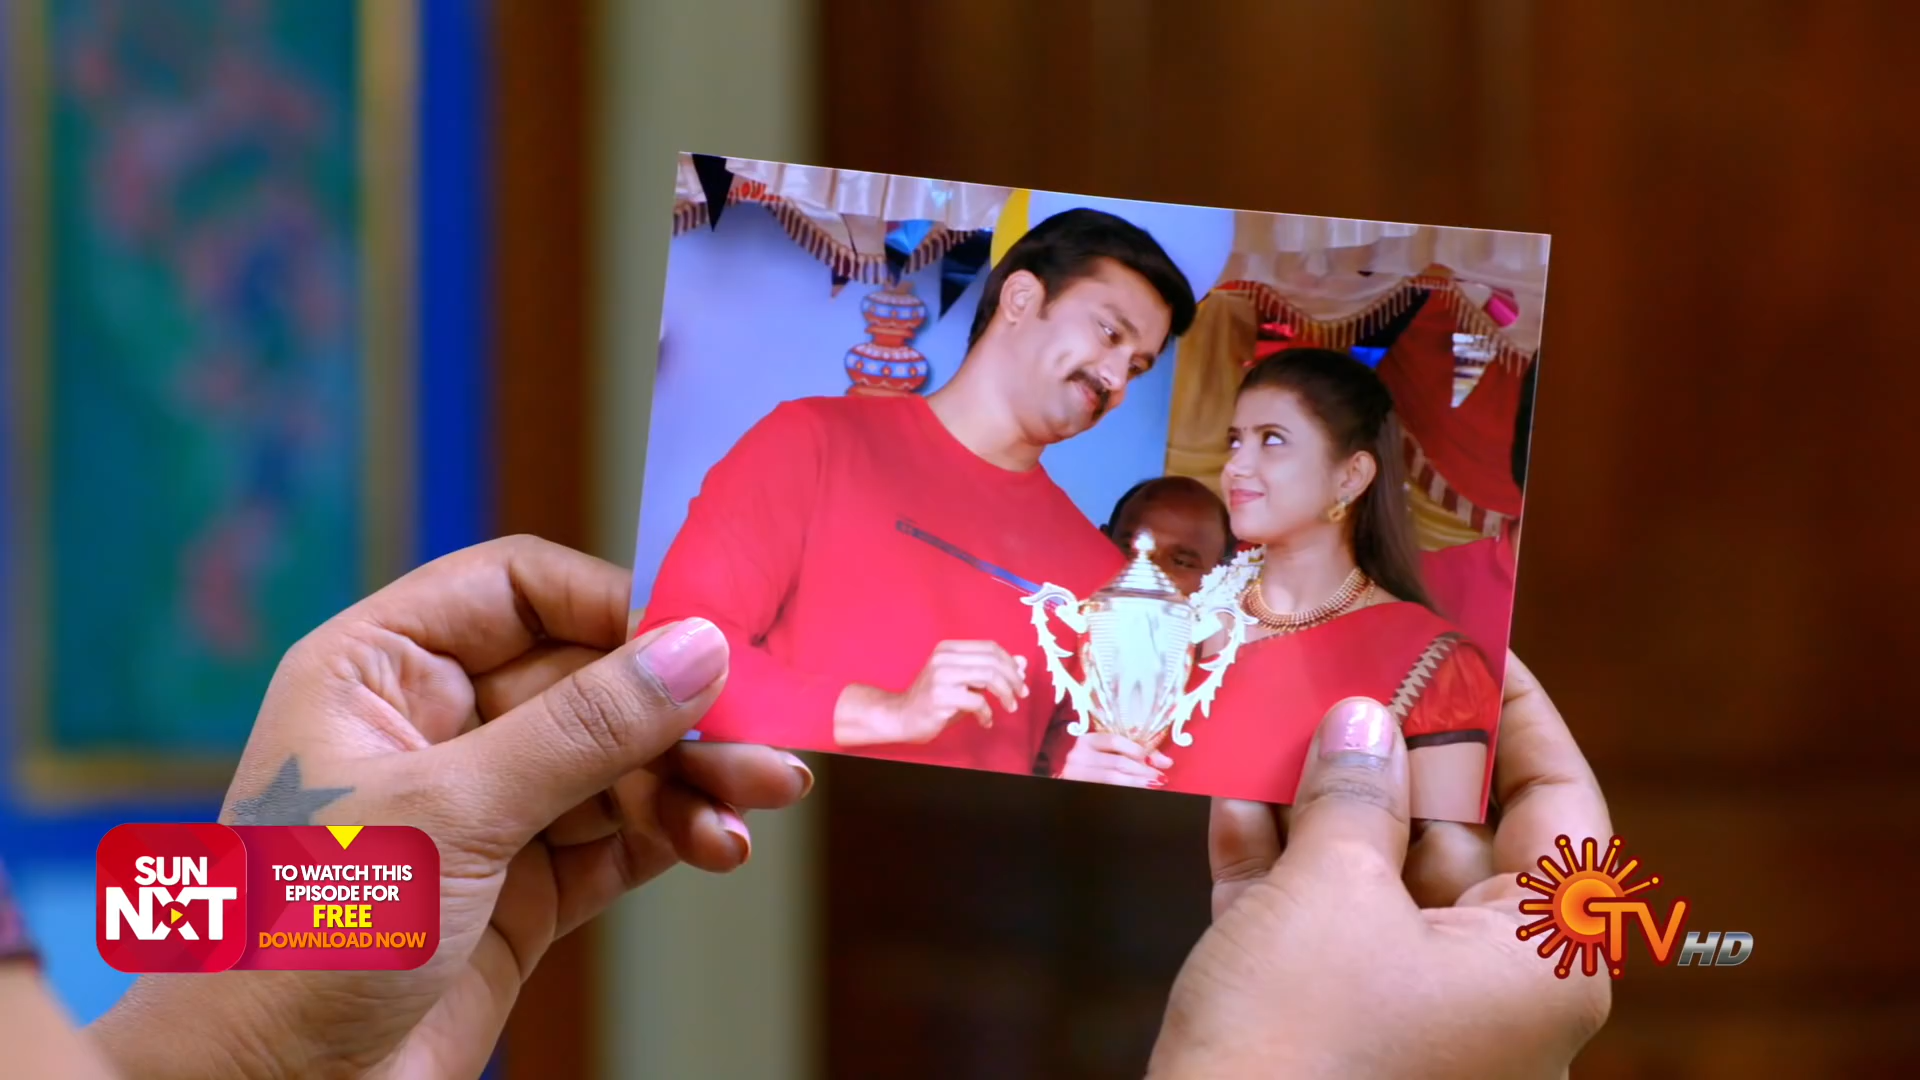 SUN
NXT
TO WATCH THIS
EPISODE FOR
FREE
DOWNLOAD NOW
TV HD